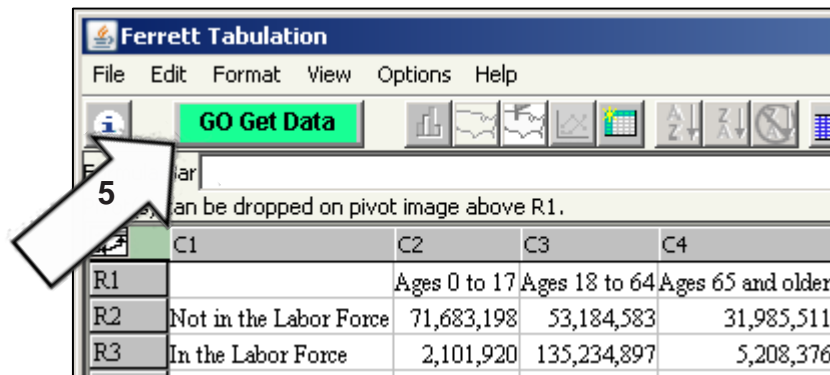 Ferrett Tabulation
File Edit Format View Options Help
GO Get Data
5
can be dropped on pivot image above R1.
C1 C2 C3 C4
R1 Ages 0 to 17 Ages 18 to 64 Ages 65 and older
R2 Not in the Labor Force 71,683,198 53,184,583 31,985,511
R3 In the Labor Force 2,101,920 135,234,897 5,208,376